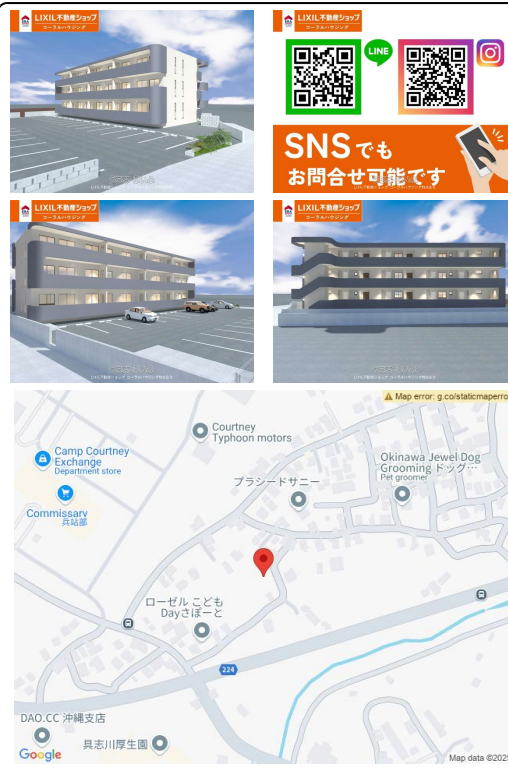 LIXIL不動産ショップ
コーラルハウジング
LIXIL不動産ショップ
コーラルハウジング
LINE
SNSでも
お問合せ可能です
LIXIL不動産ショップ
コーラルハウジング
LIXIL不動産ショップ
コーラルハウジング
Map error: g.co/staticmaperro
Courtney
Typhoon motors
Camp Courtney
Exchange
Department store
Okinawa Jewel Dog
Grooming ドッグ…
Pet groomer
プラシードサニー
Commissary
兵站部
ローゼル こども
Dayさぽーと
224
DAO.CC 沖縄支店
具志川厚生園
Google
Map data ©2025